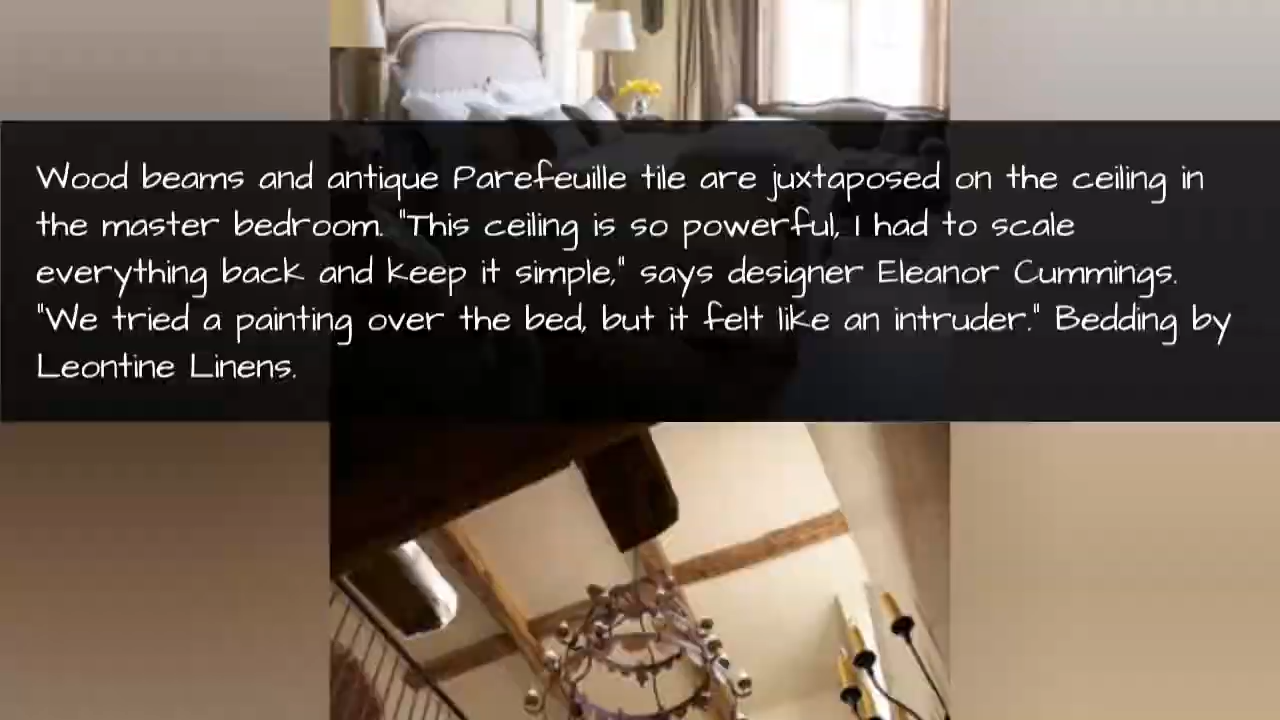 Wood beams and antique Parefeuille tile are juxtaposed on the ceiling in
the master bedroom. "This ceiling is so powerful, I had to scale
everything back and keep it simple," says designer Eleanor Cummings.
"We tried a painting over the bed, but it felt like an intruder." Bedding by
Leontine Linens.